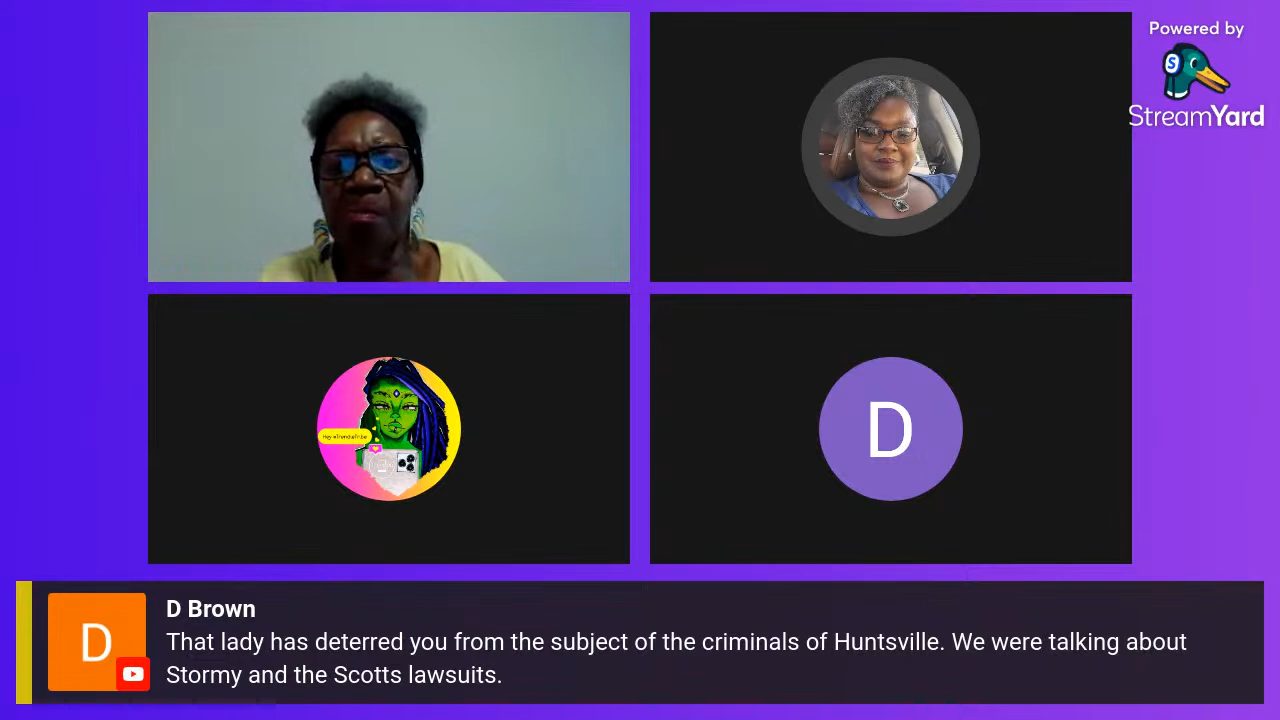 Powered by
S
StreamYard
D
D Brown
D
That lady has deterred you from the subject of the criminals of Huntsville. We were talking about
Stormy and the Scotts lawsuits.